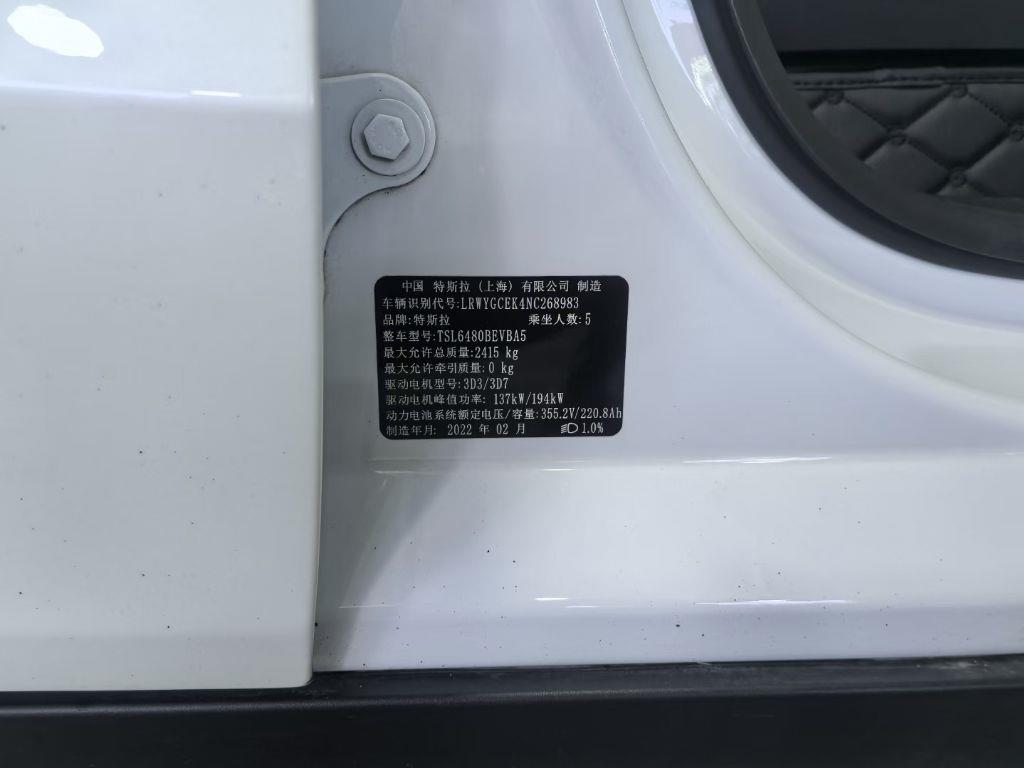 中国 特斯拉(上海)有限公司 制造
车辆识别代号:LRWYGCEK4NC268983
品牌:特斯拉 乘坐人数:5
整车型号:TSL6480BEVBA5
最大允许总质量:2415 kg
最大允许牵引质量:0 kg
驱动电机型号:3D3/3D7
驱动电机峰值功率: 137kW/194kW
动力电池系统额定电压/容量:355.2V/220.8Ah
制造年月: 2022 年 02 月 1.0%